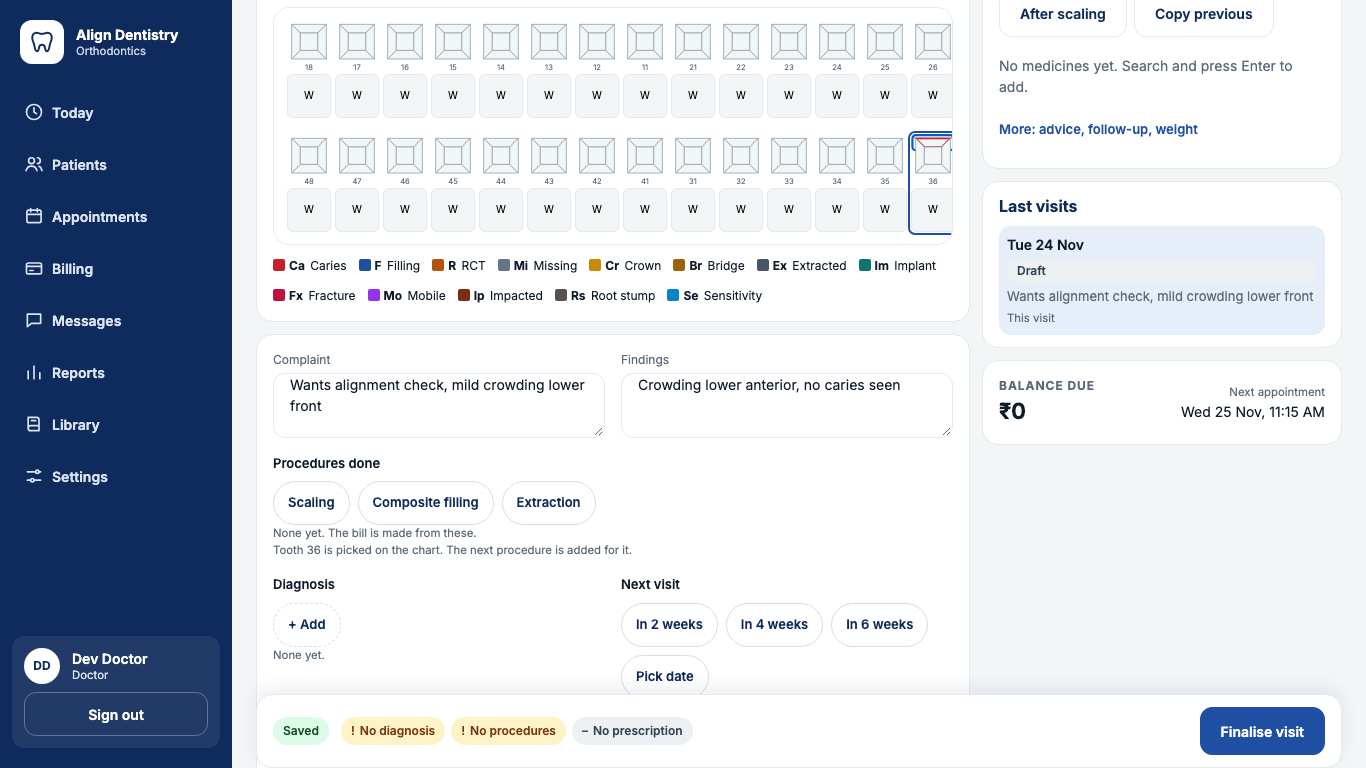 Align Dentistry
Orthodontics
Today
Patients
Appointments
Billing
Messages
Reports
Library
Settings
DD
Dev Doctor
Doctor
Sign out
18 17 16 15 14 13 12 11 21 22 23 24 25 26
W W W W W W W W W W W W W W
48 47 46 45 44 43 42 41 31 32 33 34 35 36
W W W W W W W W W W W W W W
Ca Caries F Filling R RCT Mi Missing Cr Crown Br Bridge Ex Extracted Im Implant
Fx Fracture Mo Mobile Ip Impacted Rs Root stump Se Sensitivity
Complaint
Wants alignment check, mild crowding lower
front
Findings
Crowding lower anterior, no caries seen
Procedures done
Scaling Composite filling Extraction
None yet. The bill is made from these.
Tooth 36 is picked on the chart. The next procedure is added for it.
Diagnosis
+ Add
None yet.
Next visit
In 2 weeks In 4 weeks In 6 weeks
Pick date
Saved ! No diagnosis ! No procedures – No prescription
Finalise visit
After scaling Copy previous
No medicines yet. Search and press Enter to
add.
More: advice, follow-up, weight
Last visits
Tue 24 Nov
Draft
Wants alignment check, mild crowding lower front
This visit
BALANCE DUE
₹0
Next appointment
Wed 25 Nov, 11:15 AM